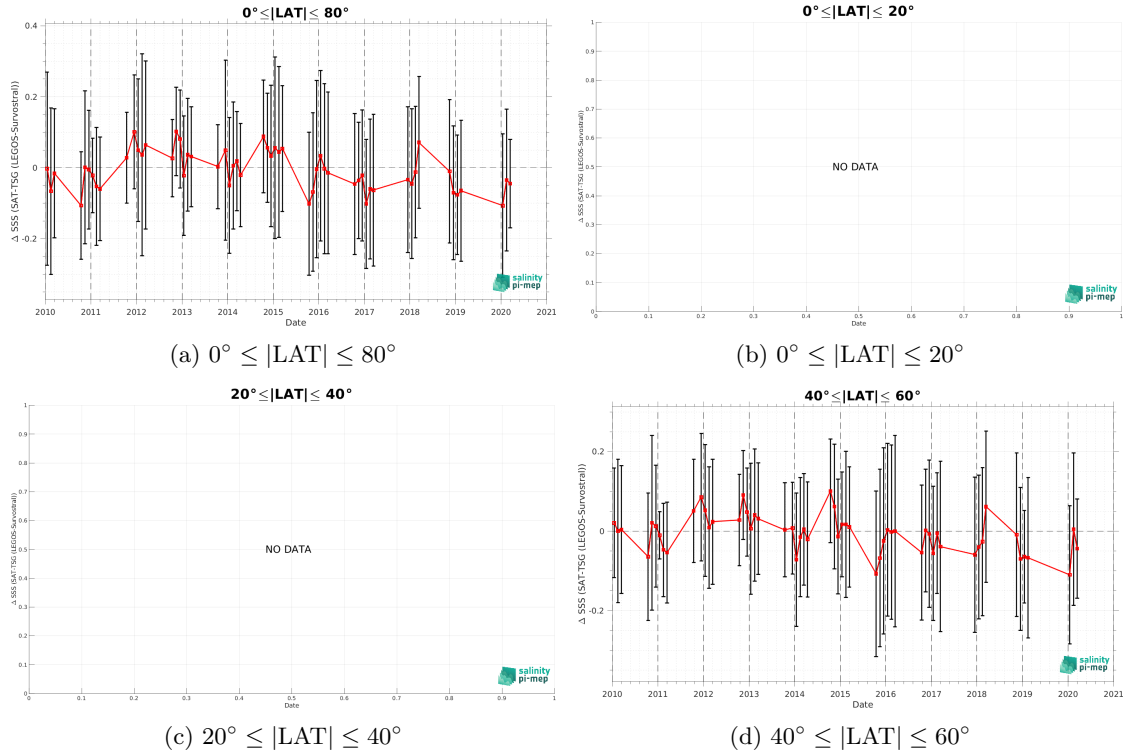 0°≤|LAT|≤ 80°
Δ SSS (SAT-TSG (LEGOS-Survostral))
0.4
0.2
0
-0.2
2010 2011 2012 2013 2014 2015 2016 2017 2018 2019 2020 2021
Date
salinity
pi-mep
(a) 0° ≤ |LAT| ≤ 80°
0°≤|LAT|≤ 20°
Δ SSS (SAT-TSG (LEGOS-Survostral))
1
0.9
0.8
0.7
0.6
0.5
0.4
0.3
0.2
0.1
0
NO DATA
0 0.1 0.2 0.3 0.4 0.5 0.6 0.7 0.8 0.9 1
Date
salinity
pi-mep
(b) 0° ≤ |LAT| ≤ 20°
20°≤|LAT|≤ 40°
Δ SSS (SAT-TSG (LEGOS-Survostral))
1
0.9
0.8
0.7
0.6
0.5
0.4
0.3
0.2
0.1
0
NO DATA
0 0.1 0.2 0.3 0.4 0.5 0.6 0.7 0.8 0.9 1
Date
salinity
pi-mep
(c) 20° ≤ |LAT| ≤ 40°
40°≤|LAT|≤ 60°
Δ SSS (SAT-TSG (LEGOS-Survostral))
0.2
0
-0.2
2010 2011 2012 2013 2014 2015 2016 2017 2018 2019 2020 2021
Date
salinity
pi-mep
(d) 40° ≤ |LAT| ≤ 60°